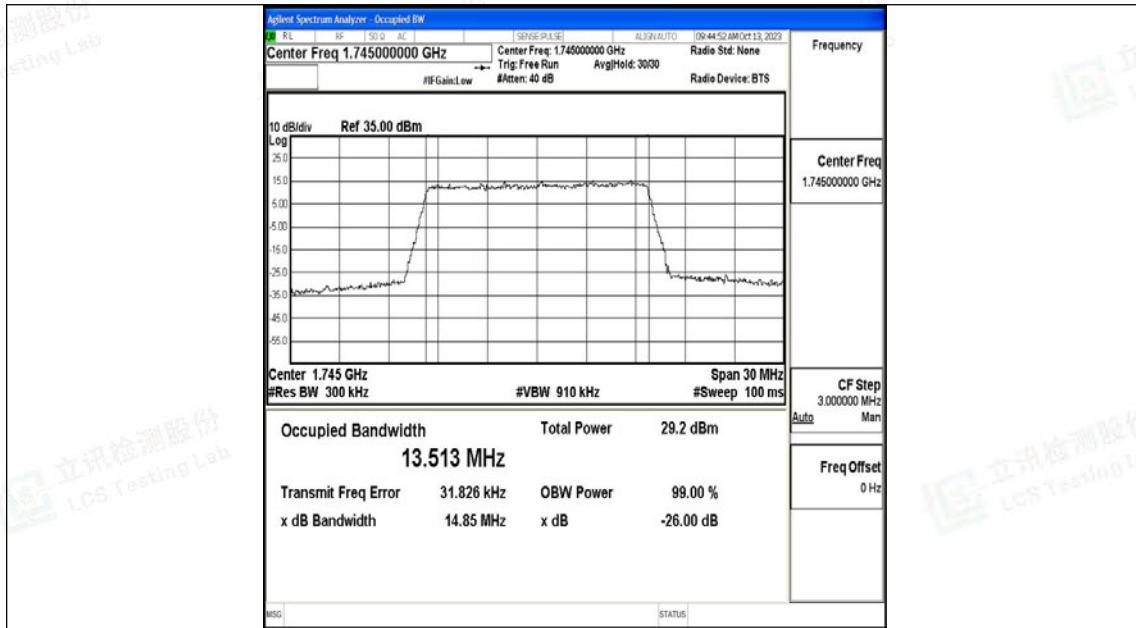 Agilent Spectrum Analyzer - Occupied BW
RL RF 50 Ω AC SENSE:PULSE ALIGNAUTO 09:44:52 AM Oct 13, 2023
Center Freq 1.745000000 GHz
Center Freq: 1.745000000 GHz
Radio Std: None
Trig: Free Run Avg|Hold: 30/30
#IFGain:Low
#Atten: 40 dB
Radio Device: BTS
10 dB/div Ref 35.00 dBm
Log
25.0
15.0
5.00
-5.00
-15.0
-25.0
-35.0
-45.0
-55.0
Center 1.745 GHz Span 30 MHz
#Res BW 300 kHz #VBW 910 kHz #Sweep 100 ms
Occupied Bandwidth Total Power 29.2 dBm
13.513 MHz
Transmit Freq Error 31.826 kHz OBW Power 99.00 %
x dB Bandwidth 14.85 MHz x dB -26.00 dB
MSG STATUS
Frequency
Center Freq
1.745000000 GHz
CF Step
3.000000 MHz
Auto Man
Freq Offset
0 Hz
立讯检测股份
LCS Testing Lab
立讯检测股份
LCS Testing L